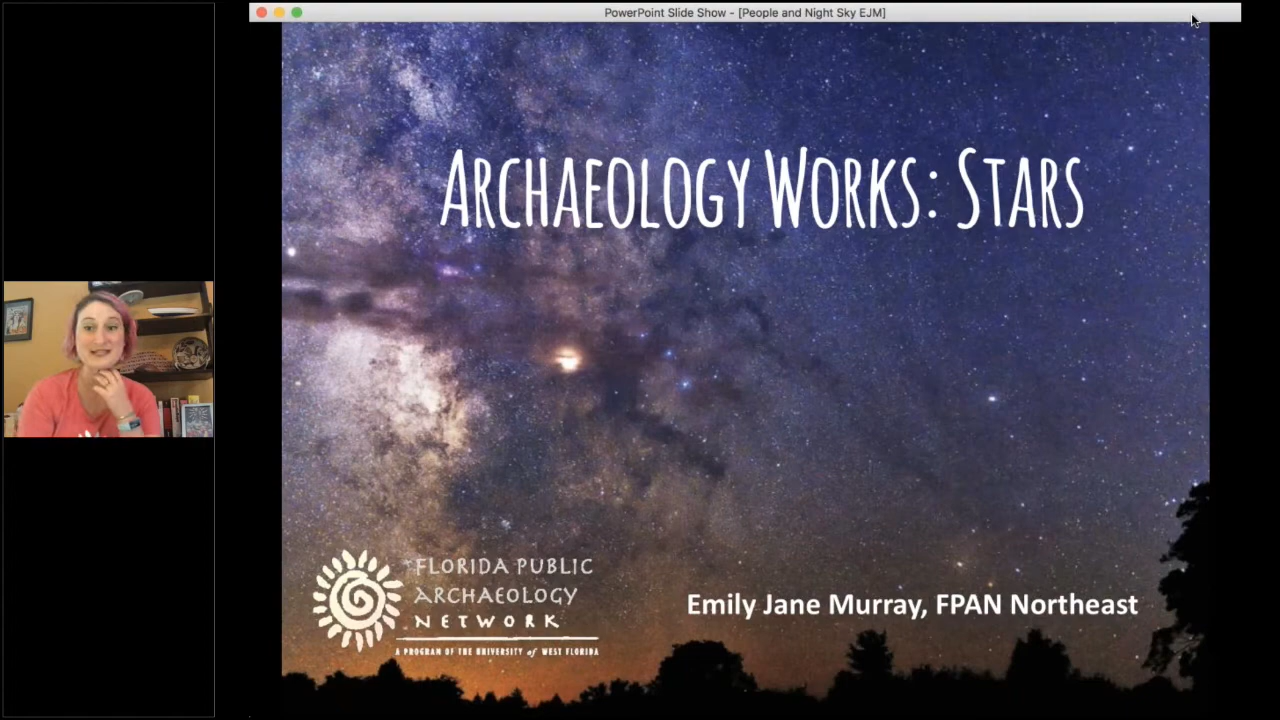 PowerPoint Slide Show - [People and Night Sky EJM]
ARCHAEOLOGY WORKS: STARS
FLORIDA PUBLIC
ARCHAEOLOGY
NETWORK
A PROGRAM OF THE UNIVERSITY of WEST FLORIDA
Emily Jane Murray, FPAN Northeast